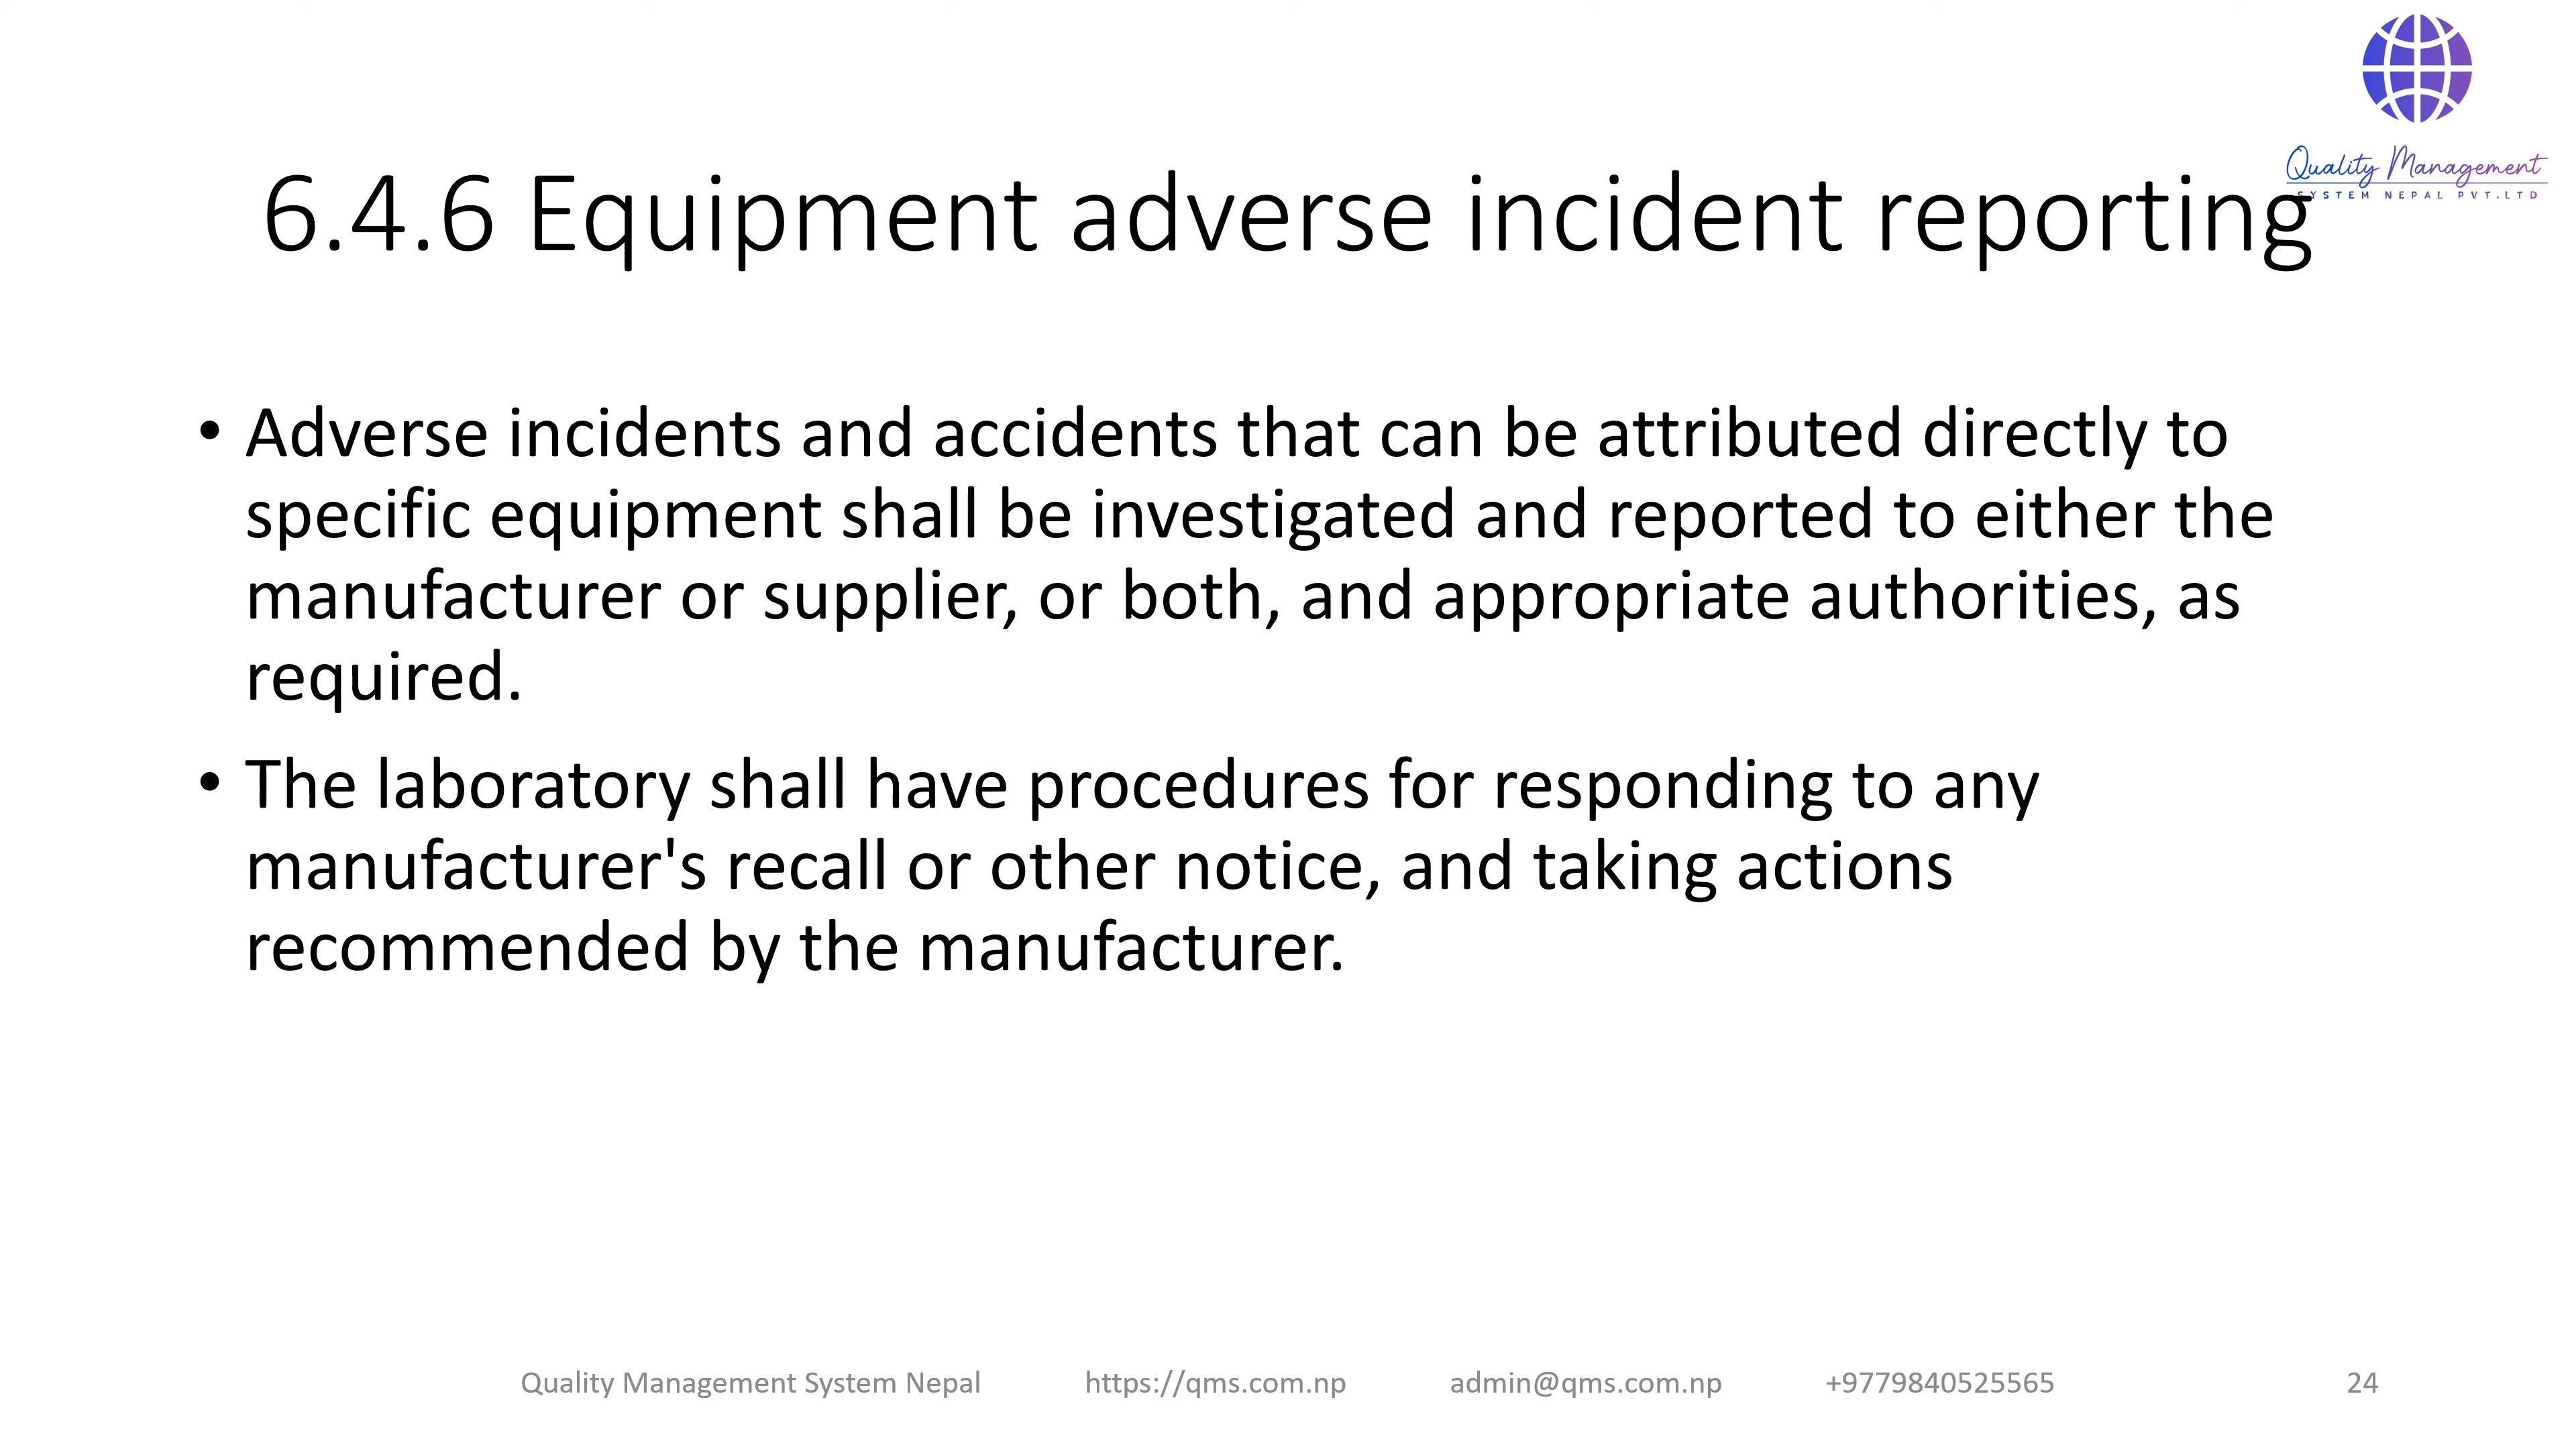 Quality Management
SYSTEM NEPAL PVT.LTD
6.4.6 Equipment adverse incident reporting
• Adverse incidents and accidents that can be attributed directly to
specific equipment shall be investigated and reported to either the
manufacturer or supplier, or both, and appropriate authorities, as
required.
• The laboratory shall have procedures for responding to any
manufacturer's recall or other notice, and taking actions
recommended by the manufacturer.
Quality Management System Nepal https://qms.com.np admin@qms.com.np +9779840525565 24